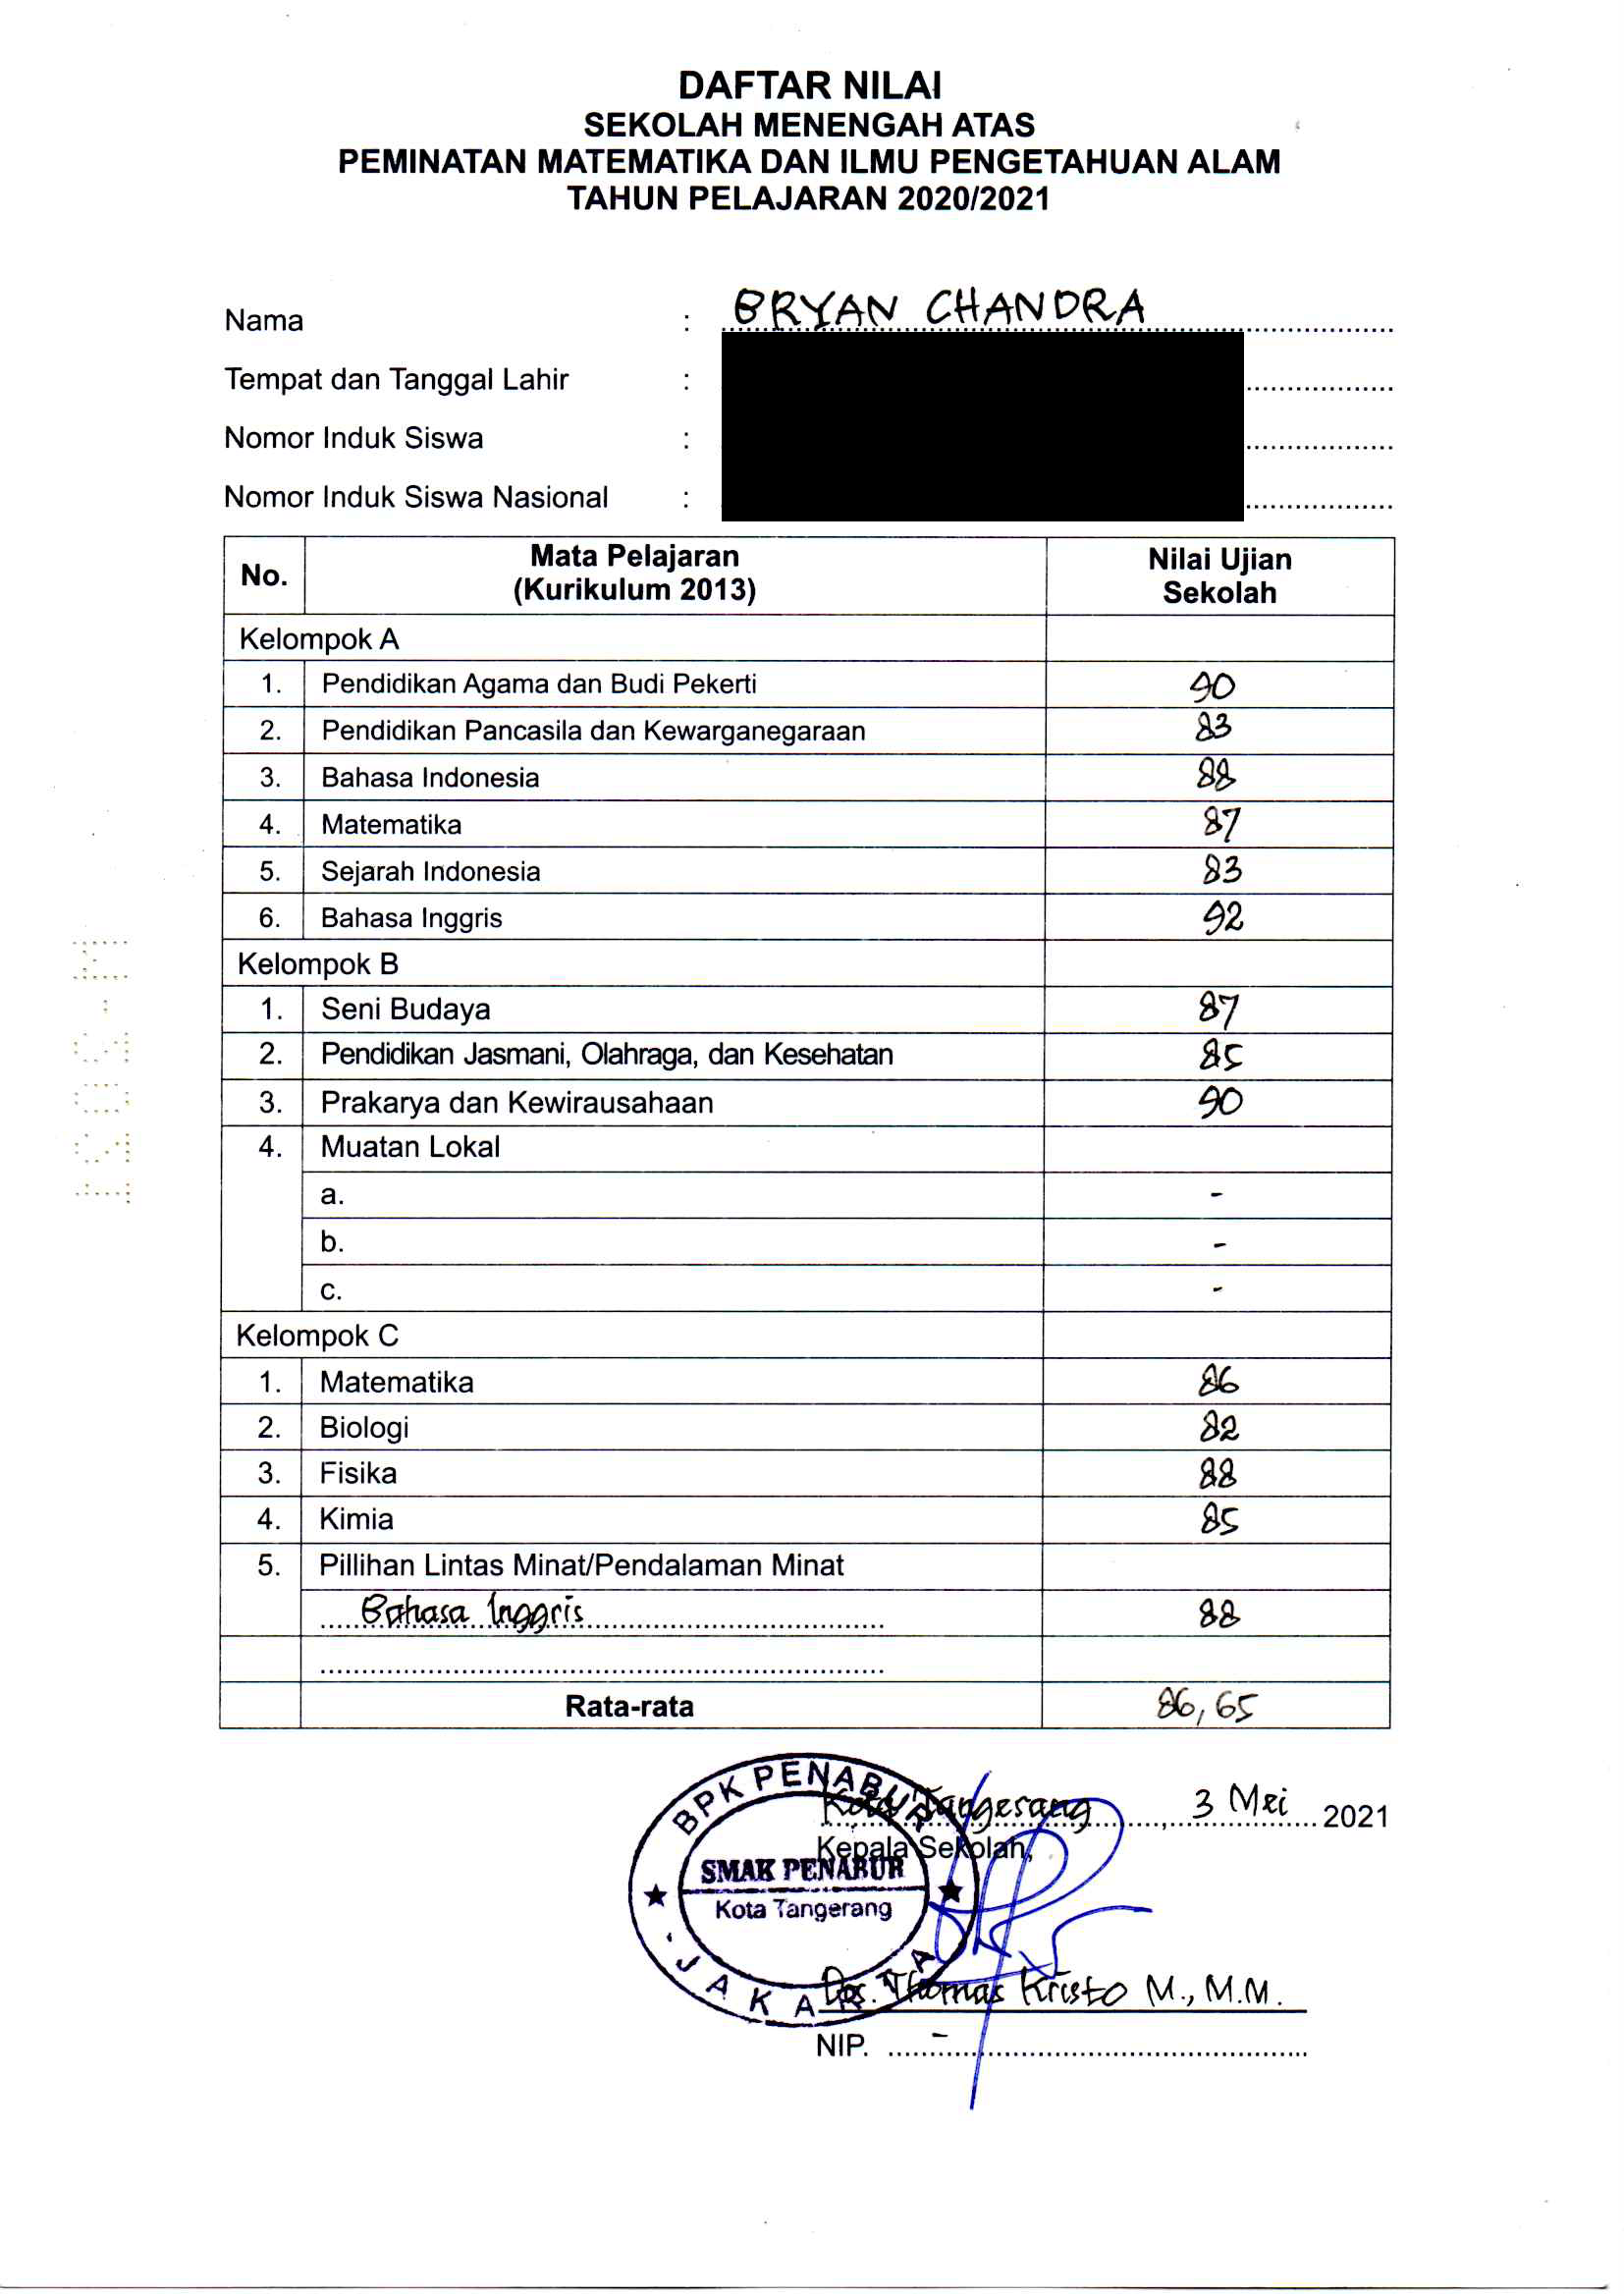 DAFTAR NILAI
SEKOLAH MENENGAH ATAS
PEMINATAN MATEMATIKA DAN ILMU PENGETAHUAN ALAM
TAHUN PELAJARAN 2020/2021
Nama : BRYAN CHANDRA
Tempat dan Tanggal Lahir :
Nomor Induk Siswa :
Nomor Induk Siswa Nasional :
No. Mata Pelajaran (Kurikulum 2013) Nilai Ujian Sekolah
Kelompok A
1. Pendidikan Agama dan Budi Pekerti 90
2. Pendidikan Pancasila dan Kewarganegaraan 83
3. Bahasa Indonesia 88
4. Matematika 87
5. Sejarah Indonesia 83
6. Bahasa Inggris 92
Kelompok B
1. Seni Budaya 87
2. Pendidikan Jasmani, Olahraga, dan Kesehatan 85
3. Prakarya dan Kewirausahaan 90
4. Muatan Lokal
a. -
b. -
c. -
Kelompok C
1. Matematika 86
2. Biologi 82
3. Fisika 88
4. Kimia 85
5. Pillihan Lintas Minat/Pendalaman Minat
Bahasa Inggris 88
Rata-rata 86,65
Kota Tangerang, 3 Mei 2021
Kepala Sekolah,
BPK PENABUR
SMAK PENABUR
Kota Tangerang
- JAKARTA
Drs. Thomas Kristo M., M.M.
NIP. -